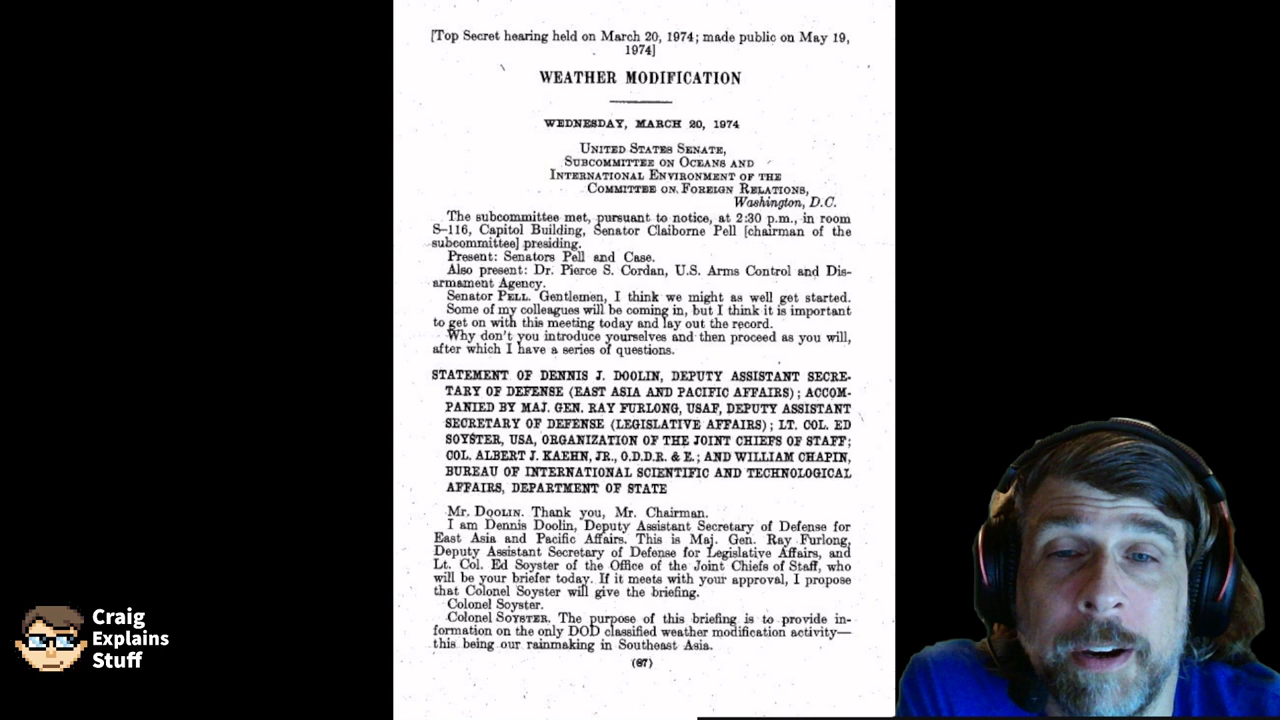 [Top Secret hearing held on March 20, 1974; made public on May 19,
1974]
WEATHER MODIFICATION
WEDNESDAY, MARCH 20, 1974
UNITED STATES SENATE,
SUBCOMMITTEE ON OCEANS AND
INTERNATIONAL ENVIRONMENT OF THE
COMMITTEE ON FOREIGN RELATIONS,
Washington, D.C.
The subcommittee met, pursuant to notice, at 2:30 p.m., in room
S–116, Capitol Building, Senator Claiborne Pell [chairman of the
subcommittee] presiding.
Present: Senators Pell and Case.
Also present: Dr. Pierce S. Cordan, U.S. Arms Control and Dis-
armament Agency.
Senator PELL. Gentlemen, I think we might as well get started.
Some of my colleagues will be coming in, but I think it is important
to get on with this meeting today and lay out the record.
Why don't you introduce yourselves and then proceed as you will,
after which I have a series of questions.
STATEMENT OF DENNIS J. DOOLIN, DEPUTY ASSISTANT SECRE-
TARY OF DEFENSE (EAST ASIA AND PACIFIC AFFAIRS); ACCOM-
PANIED BY MAJ. GEN. RAY FURLONG, USAF, DEPUTY ASSISTANT
SECRETARY OF DEFENSE (LEGISLATIVE AFFAIRS); LT. COL. ED
SOYSTER, USA, ORGANIZATION OF THE JOINT CHIEFS OF STAFF;
COL. ALBERT J. KAEHN, JR., O.D.D.R. & E.; AND WILLIAM CHAPIN,
BUREAU OF INTERNATIONAL SCIENTIFIC AND TECHNOLOGICAL
AFFAIRS, DEPARTMENT OF STATE
Mr. DOOLIN. Thank you, Mr. Chairman.
I am Dennis Doolin, Deputy Assistant Secretary of Defense for
East Asia and Pacific Affairs. This is Maj. Gen. Ray Furlong,
Deputy Assistant Secretary of Defense for Legislative Affairs, and
Lt. Col. Ed Soyster of the Office of the Joint Chiefs of Staff, who
will be your briefer today. If it meets with your approval, I propose
that Colonel Soyster will give the briefing.
Colonel Soyster.
Colonel SOYSTER. The purpose of this briefing is to provide in-
formation on the only DOD classified weather modification activity—
this being our rainmaking in Southeast Asia.
(87)
Craig
Explains
Stuff